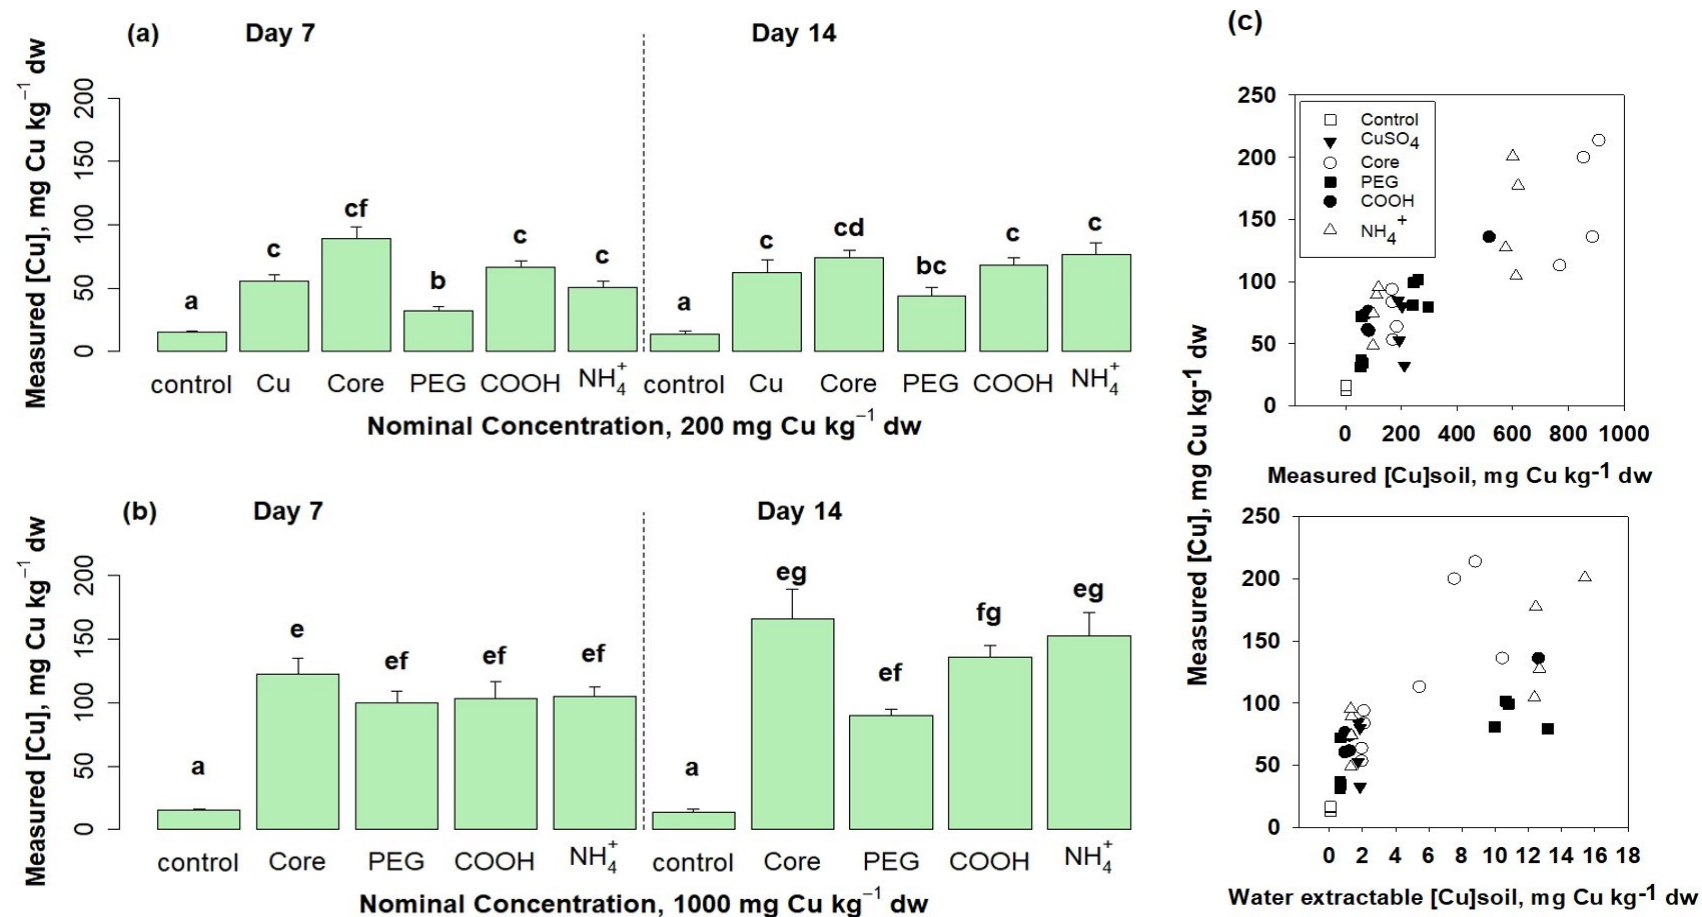 (a)
Day 7
Day 14
Measured [Cu], mg Cu kg⁻¹ dw
200
150
100
50
0
a
c
cf
b
c
c
a
c
cd
bc
c
c
control
Cu
Core
PEG
COOH
NH₄⁺
control
Cu
Core
PEG
COOH
NH₄⁺
Nominal Concentration, 200 mg Cu kg⁻¹ dw
(b)
Day 7
Day 14
Measured [Cu], mg Cu kg⁻¹ dw
200
150
100
50
0
a
e
ef
ef
ef
a
eg
ef
fg
eg
control
Core
PEG
COOH
NH₄⁺
control
Core
PEG
COOH
NH₄⁺
Nominal Concentration, 1000 mg Cu kg⁻¹ dw
(c)
Measured [Cu], mg Cu kg⁻¹ dw
250
200
150
100
50
0
Control
CuSO₄
Core
PEG
COOH
NH₄⁺
0 200 400 600 800 1000
Measured [Cu]soil, mg Cu kg⁻¹ dw
250
200
150
100
50
0
0 2 4 6 8 10 12 14 16 18
Water extractable [Cu]soil, mg Cu kg⁻¹ dw